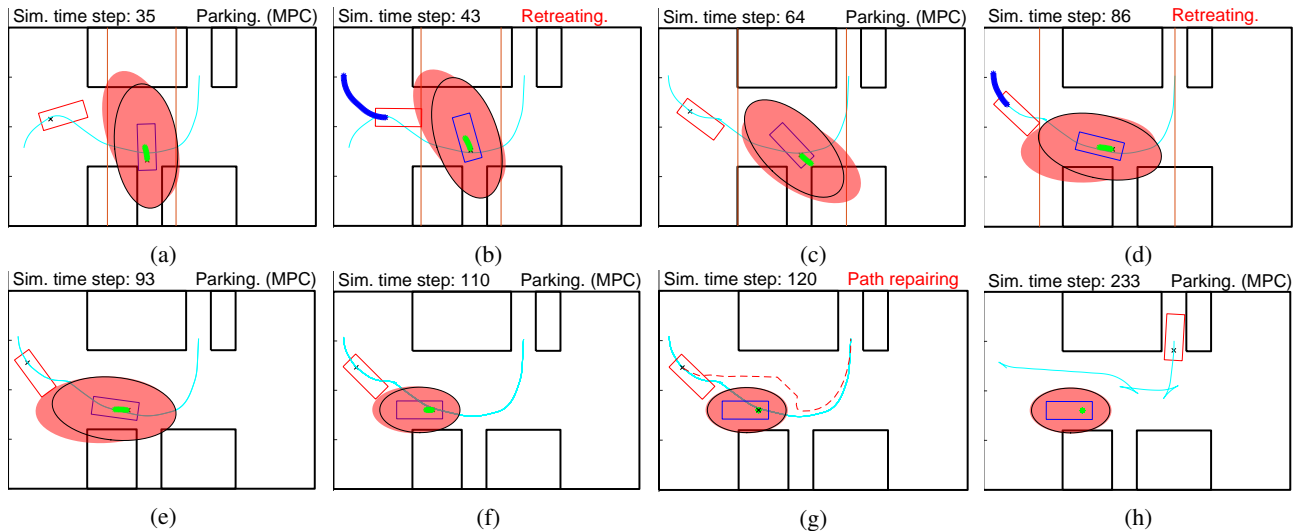 Sim. time step: 35 Parking. (MPC)
Sim. time step: 43 Retreating.
Sim. time step: 64 Parking. (MPC)
Sim. time step: 86 Retreating.
(a)
(b)
(c)
(d)
Sim. time step: 93 Parking. (MPC)
Sim. time step: 110 Parking. (MPC)
Sim. time step: 120 Path repairing
Sim. time step: 233 Parking. (MPC)
(e)
(f)
(g)
(h)